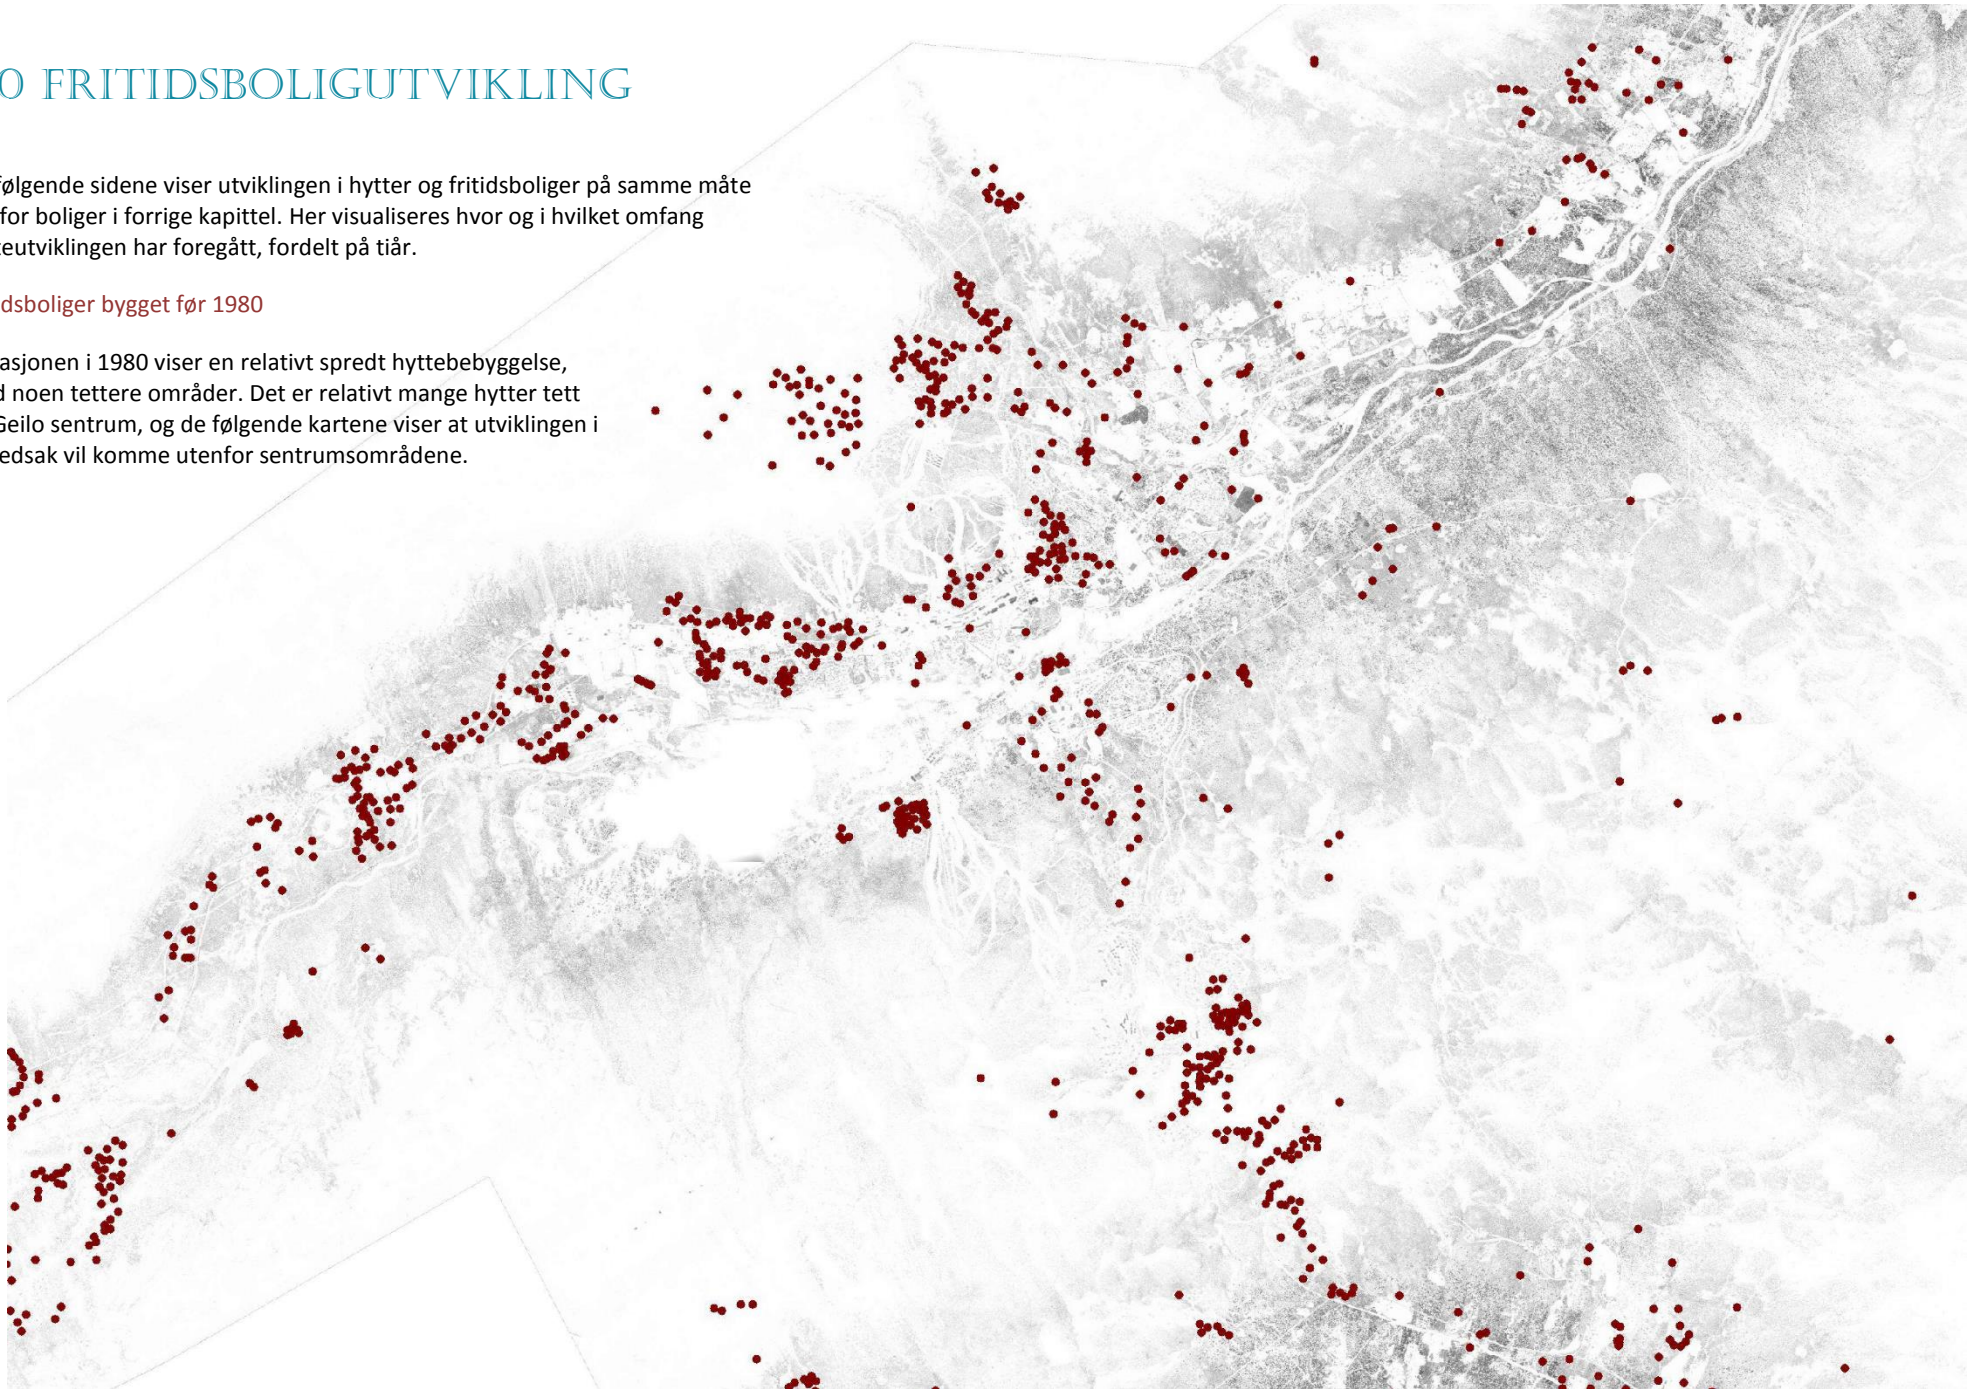 0 FRITIDSBOLIGUTVIKLING
følgende sidene viser utviklingen i hytter og fritidsboliger på samme måte
for boliger i forrige kapittel. Her visualiseres hvor og i hvilket omfang
eutviklingen har foregått, fordelt på tiår.
dsboliger bygget før 1980
asjonen i 1980 viser en relativt spredt hyttebebyggelse,
d noen tettere områder. Det er relativt mange hytter tett
Geilo sentrum, og de følgende kartene viser at utviklingen i
edsak vil komme utenfor sentrumsområdene.